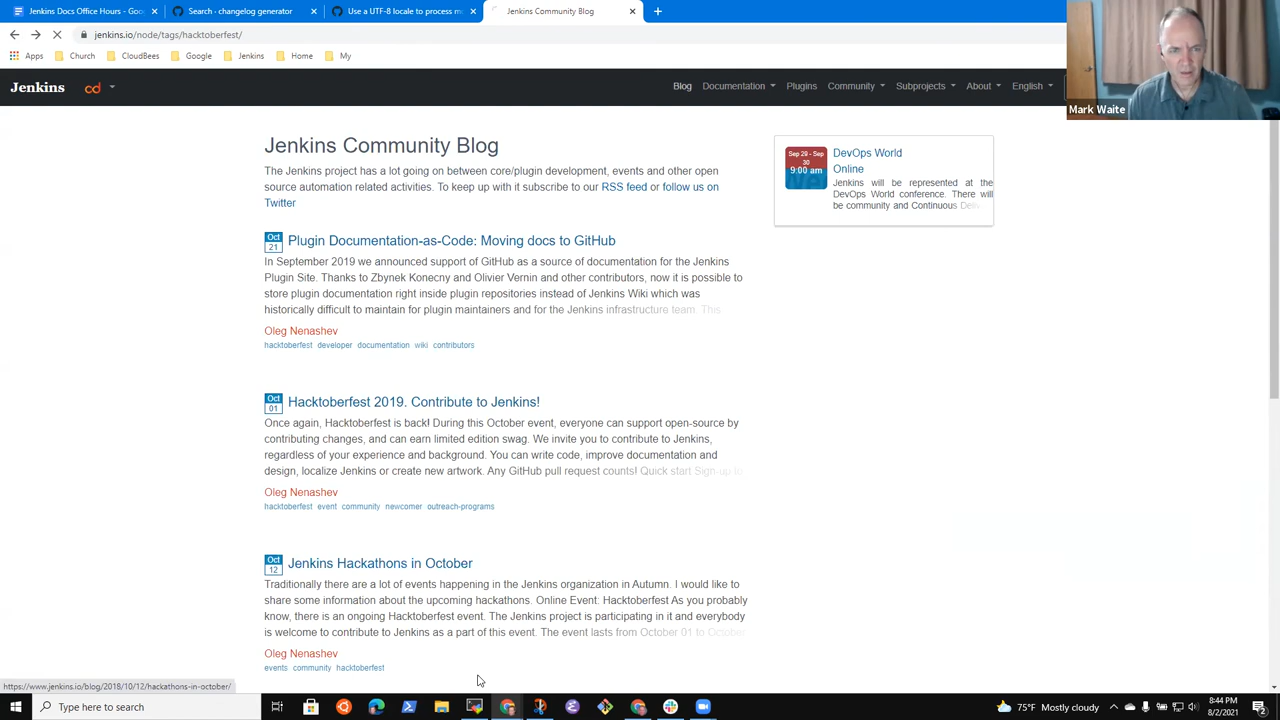 Jenkins Docs Office Hours - Goo
Search · changelog generator
Use a UTF-8 locale to process m
Jenkins Community Blog
jenkins.io/node/tags/hacktoberfest/
Apps
Church
CloudBees
Google
Jenkins
Home
My
Mark Waite
Jenkins
cd
Blog
Documentation
Plugins
Community
Subprojects
About
English
Jenkins Community Blog
The Jenkins project has a lot going on between core/plugin development, events and other open
source automation related activities. To keep up with it subscribe to our RSS feed or follow us on
Twitter
Sep 29 - Sep
30
9:00 am
DevOps World
Online
Jenkins will be represented at the
DevOps World conference. There will
be community and Continuous Deliv
Oct
21
Plugin Documentation-as-Code: Moving docs to GitHub
In September 2019 we announced support of GitHub as a source of documentation for the Jenkins
Plugin Site. Thanks to Zbynek Konecny and Olivier Vernin and other contributors, now it is possible to
store plugin documentation right inside plugin repositories instead of Jenkins Wiki which was
historically difficult to maintain for plugin maintainers and for the Jenkins infrastructure team. This
Oleg Nenashev
hacktoberfest developer documentation wiki contributors
Oct
01
Hacktoberfest 2019. Contribute to Jenkins!
Once again, Hacktoberfest is back! During this October event, everyone can support open-source by
contributing changes, and can earn limited edition swag. We invite you to contribute to Jenkins,
regardless of your experience and background. You can write code, improve documentation and
design, localize Jenkins or create new artwork. Any GitHub pull request counts! Quick start Sign-up to
Oleg Nenashev
hacktoberfest event community newcomer outreach-programs
Oct
12
Jenkins Hackathons in October
Traditionally there are a lot of events happening in the Jenkins organization in Autumn. I would like to
share some information about the upcoming hackathons. Online Event: Hacktoberfest As you probably
know, there is an ongoing Hacktoberfest event. The Jenkins project is participating in it and everybody
is welcome to contribute to Jenkins as a part of this event. The event lasts from October 01 to October
Oleg Nenashev
events community hacktoberfest
https://www.jenkins.io/blog/2018/10/12/hackathons-in-october/
Type here to search
75°F Mostly cloudy
8:44 PM
8/2/2021